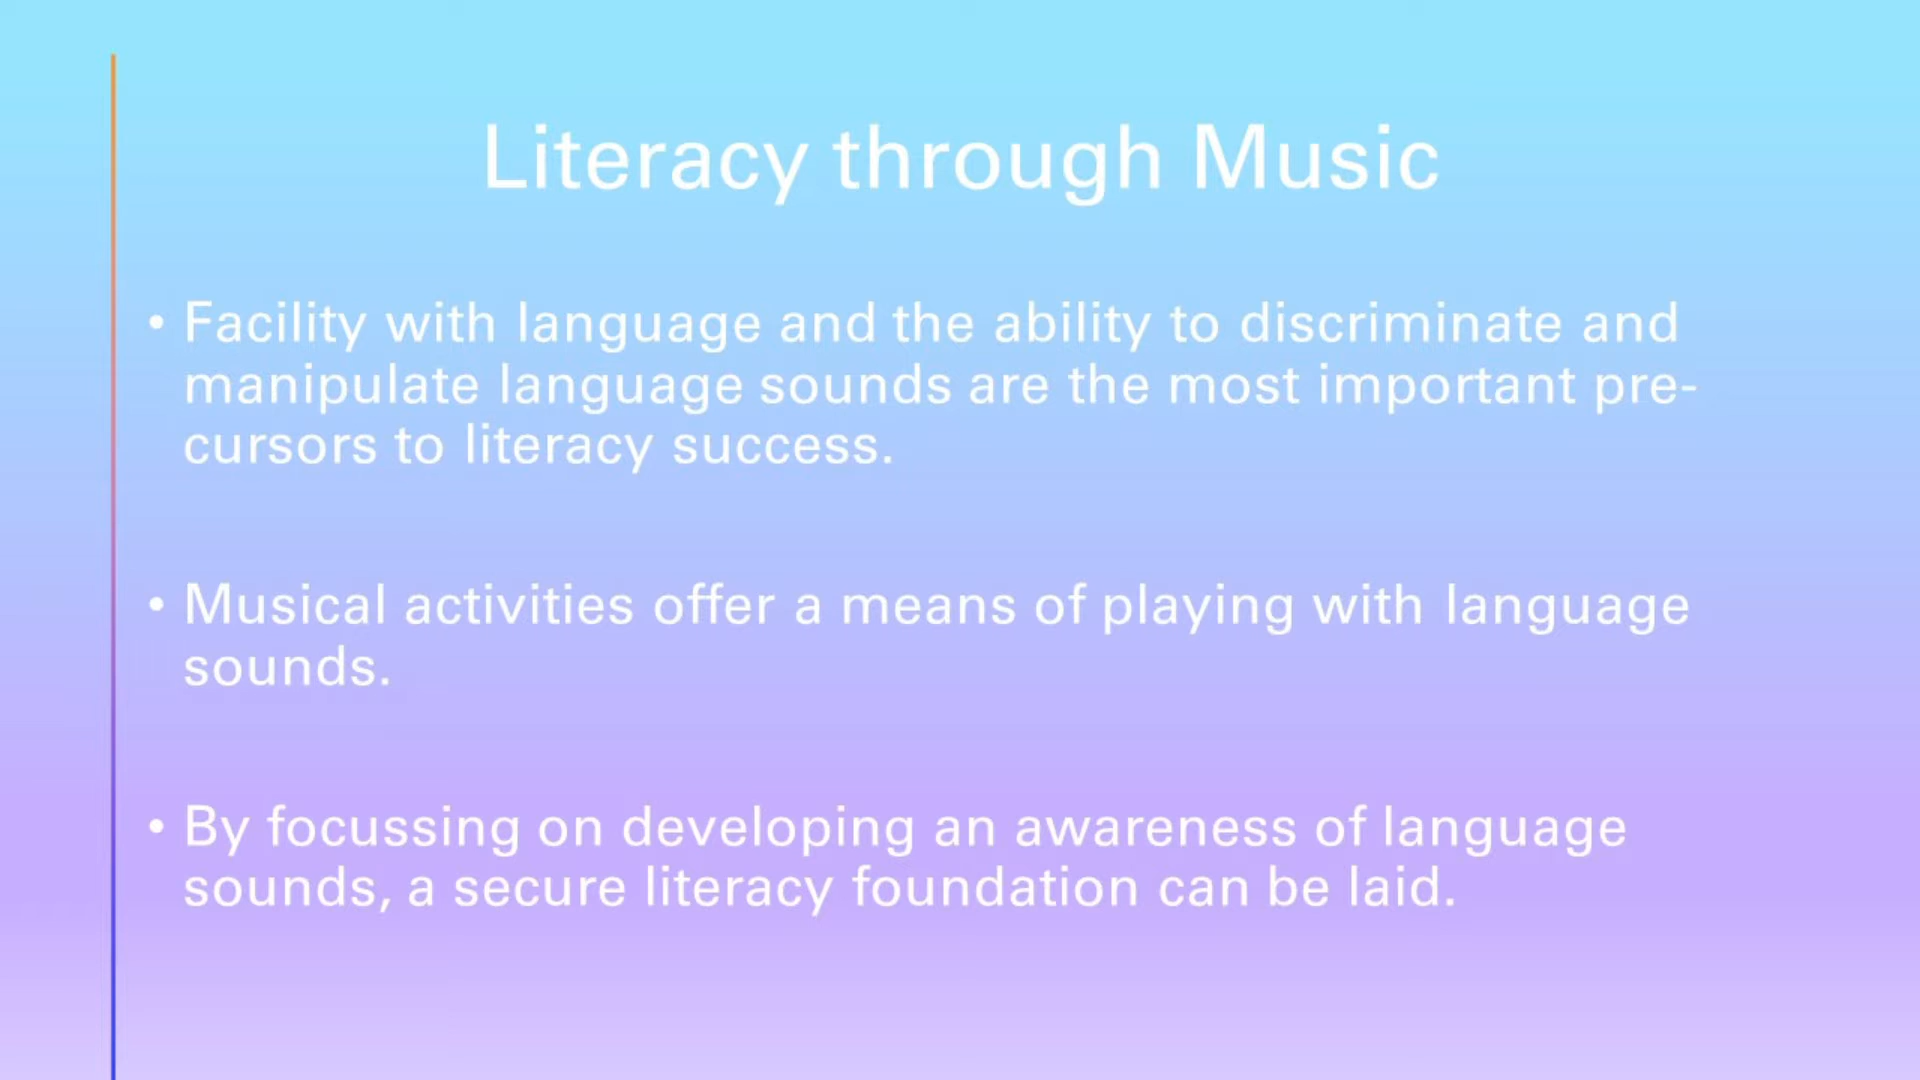 Literacy through Music
• Facility with language and the ability to discriminate and
manipulate language sounds are the most important pre-
cursors to literacy success.
• Musical activities offer a means of playing with language
sounds.
• By focussing on developing an awareness of language
sounds, a secure literacy foundation can be laid.